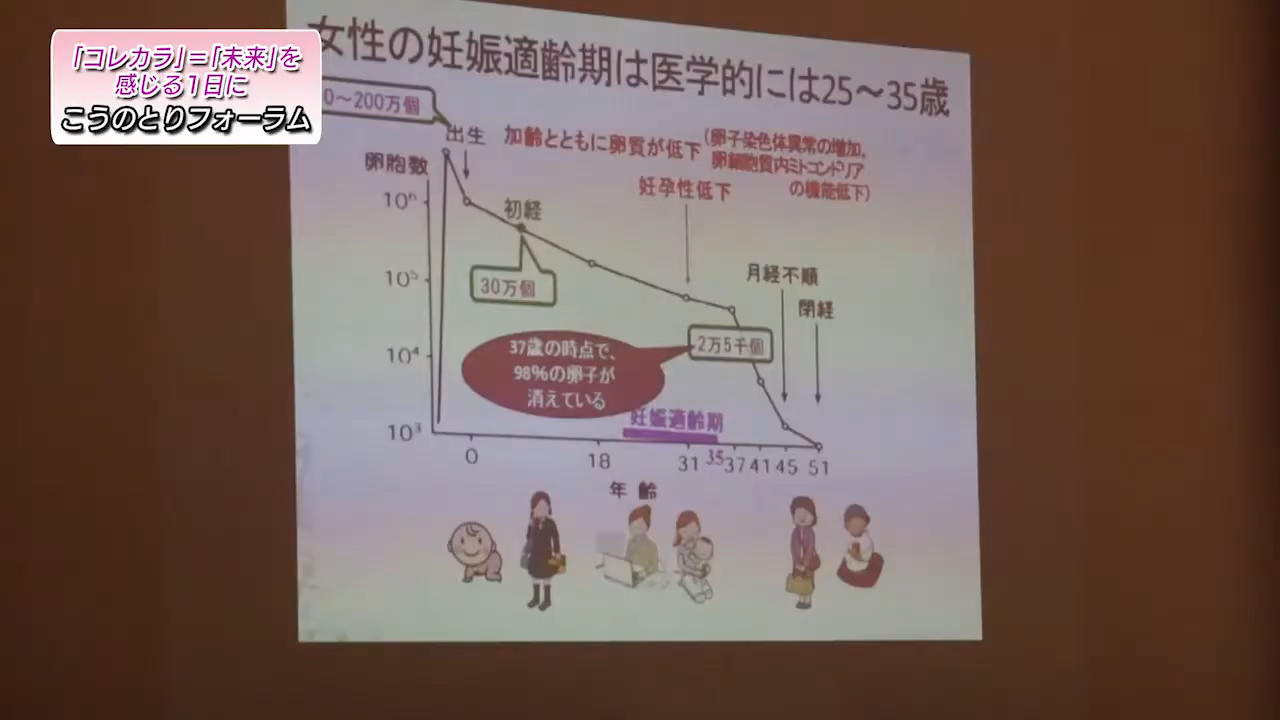 「コレカラ」＝「未来」を
感じる1日に
こうのとりフォーラム
女性の妊娠適齢期は医学的には25～35歳
0～200万個
出生
加齢とともに卵質が低下
（卵子染色体異常の増加,
卵細胞質内ミトコンドリア
の機能低下）
卵胞数
妊孕性低下
10⁶
初経
10⁵
30万個
月経不順
閉経
2万5千個
37歳の時点で、
98%の卵子が
消えている
10⁴
妊娠適齢期
10³
0 18 31 35 37 41 45 51
年齢